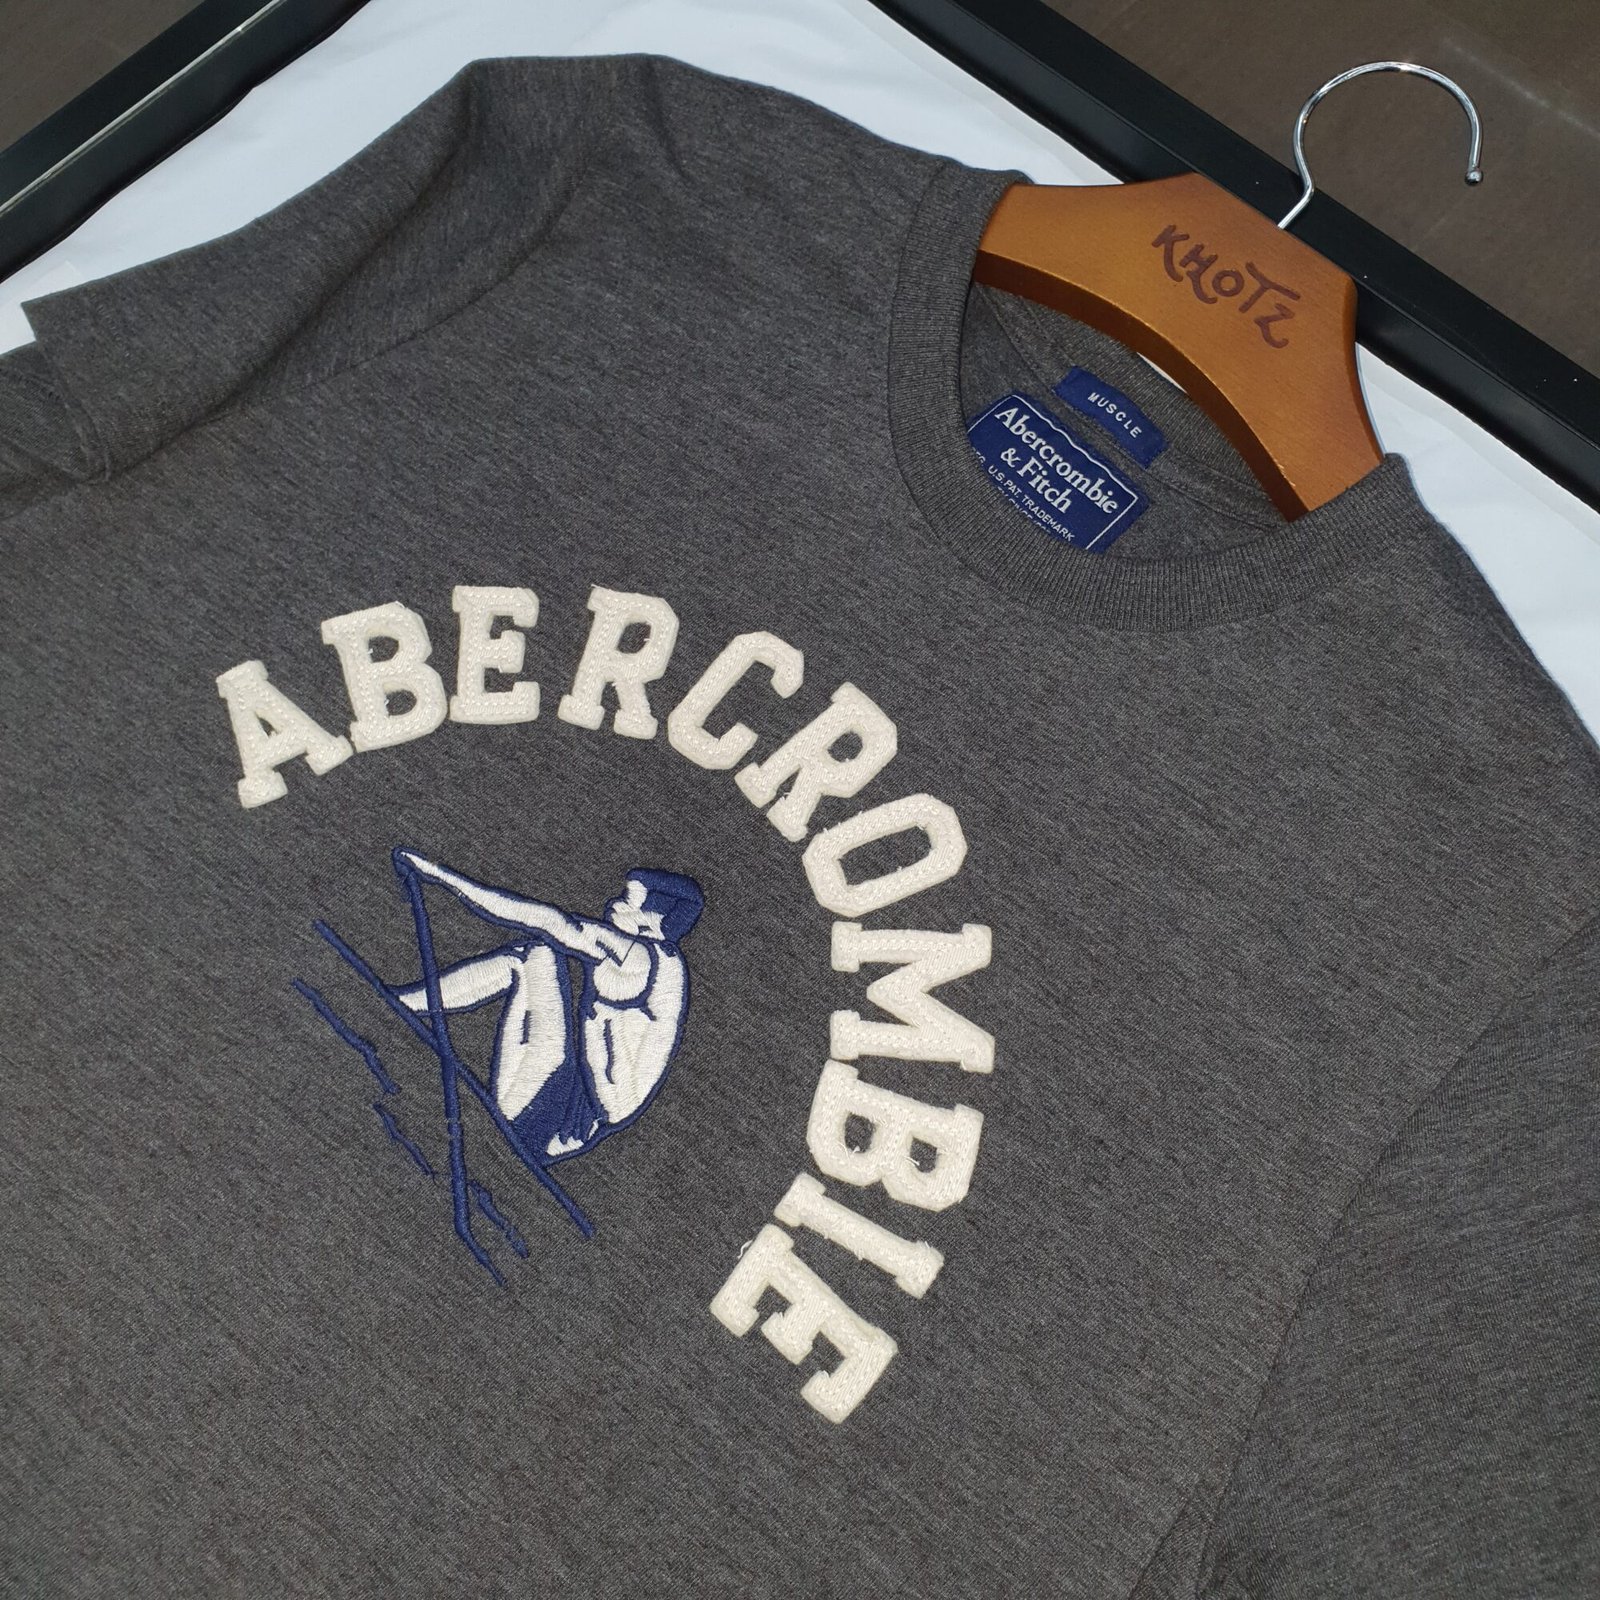 KHOTZ
MUSCLE
Abercrombie
& Fitch
U.S. PAT. TRADEMARK
ABERCROMBIE